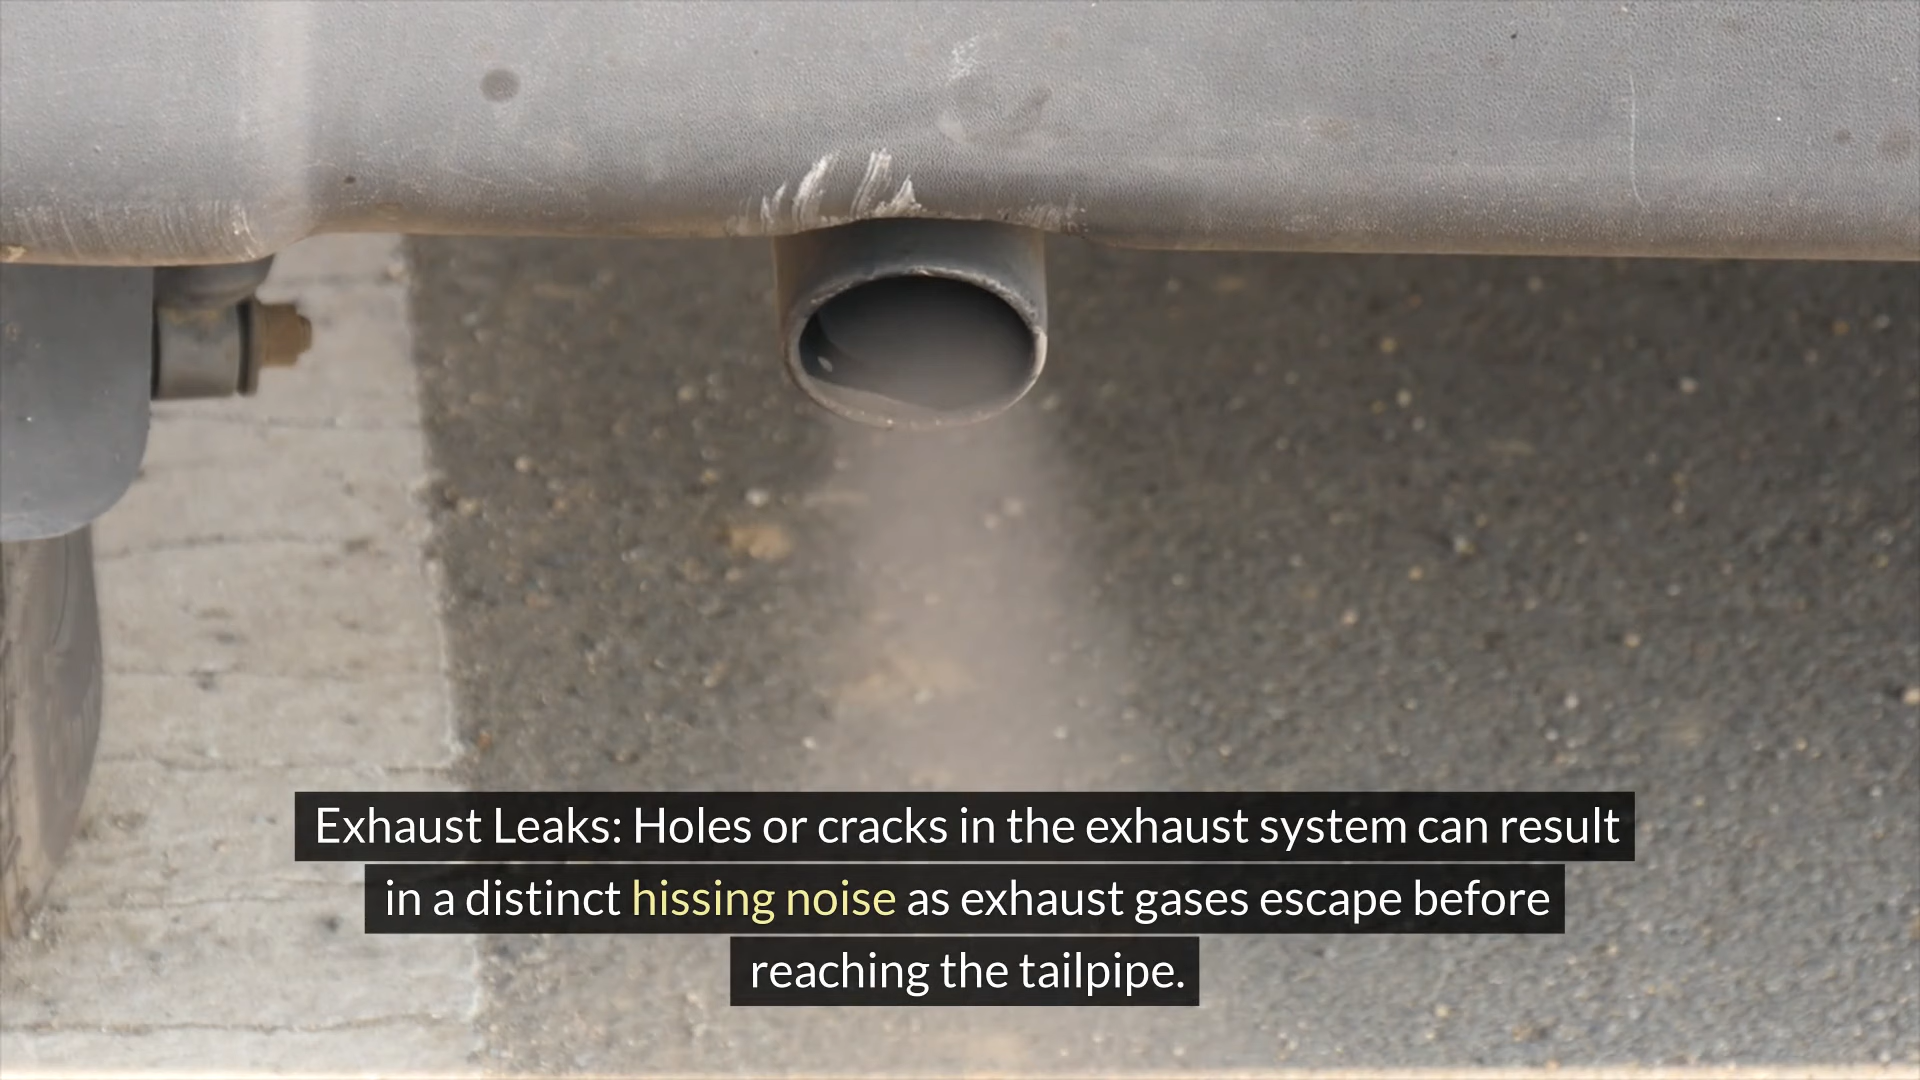 Exhaust Leaks: Holes or cracks in the exhaust system can result
in a distinct hissing noise as exhaust gases escape before
reaching the tailpipe.